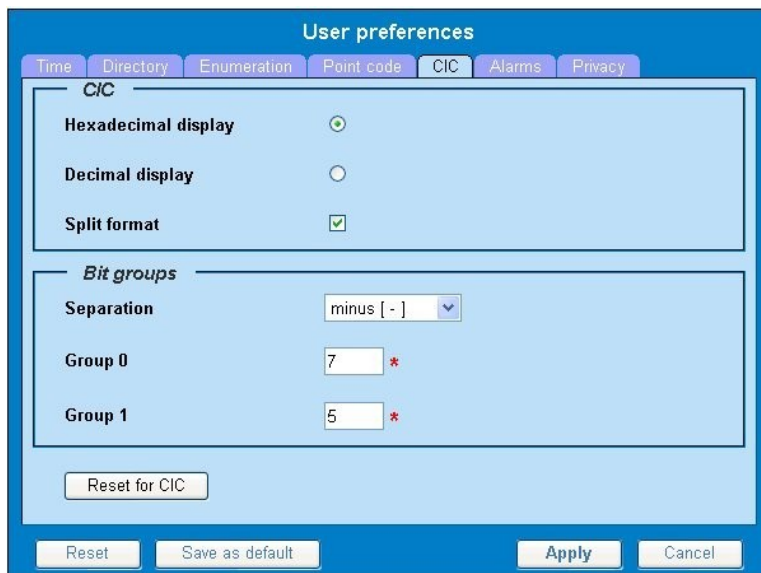 User preferences
Time Directory Enumeration Point code CIC Alarms Privacy
CIC
Hexadecimal display
Decimal display
Split format
Bit groups
Separation minus [ - ]
Group 0 7 *
Group 1 5 *
Reset for CIC
Reset Save as default Apply Cancel